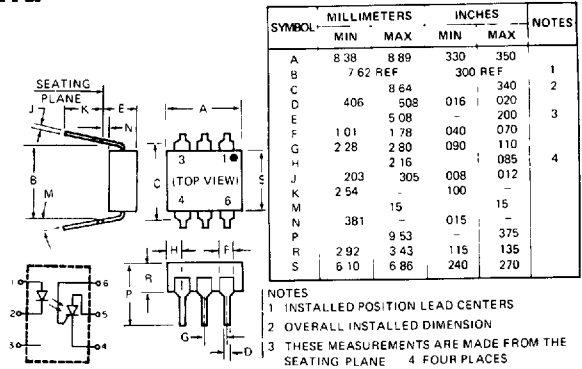 SYMBOL MILLIMETERS INCHES NOTES
MIN MAX MIN MAX
A 8 38 8 89 330 350
B 7 62 REF 300 REF 1
C 8 64 340 2
D 406 508 016 020
E 5 08 – 200 3
F 1 01 1 78 040 070
G 2 28 2 80 090 110
H 2 16 085 4
J 203 305 008 012
K 2 54 – 100 –
M 15 15
N 381 – 015 –
P 9 53 – 375
R 2 92 3 43 115 135
S 6 10 6 86 240 270
SEATING
PLANE
J K E
N
A
B
M
C
S
3 1
(TOP VIEW)
4 6
H F
R
P
G
D
1 6
2 5
3 4
NOTES
1 INSTALLED POSITION LEAD CENTERS
2 OVERALL INSTALLED DIMENSION
3 THESE MEASUREMENTS ARE MADE FROM THE
SEATING PLANE 4 FOUR PLACES